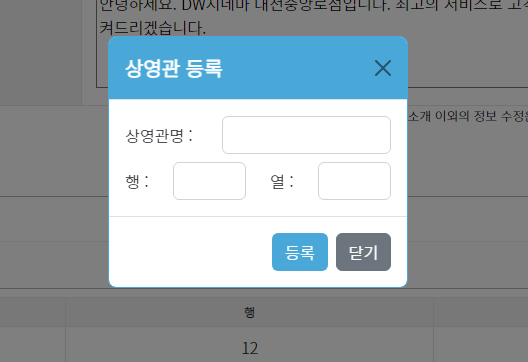 안녕하세요. DW시네마 대전중앙로점입니다. 최고의 서비스로 고객
켜드리겠습니다.
상영관 등록
소개 이외의 정보 수정은
상영관명 :
행 :
열 :
등록
닫기
행
12